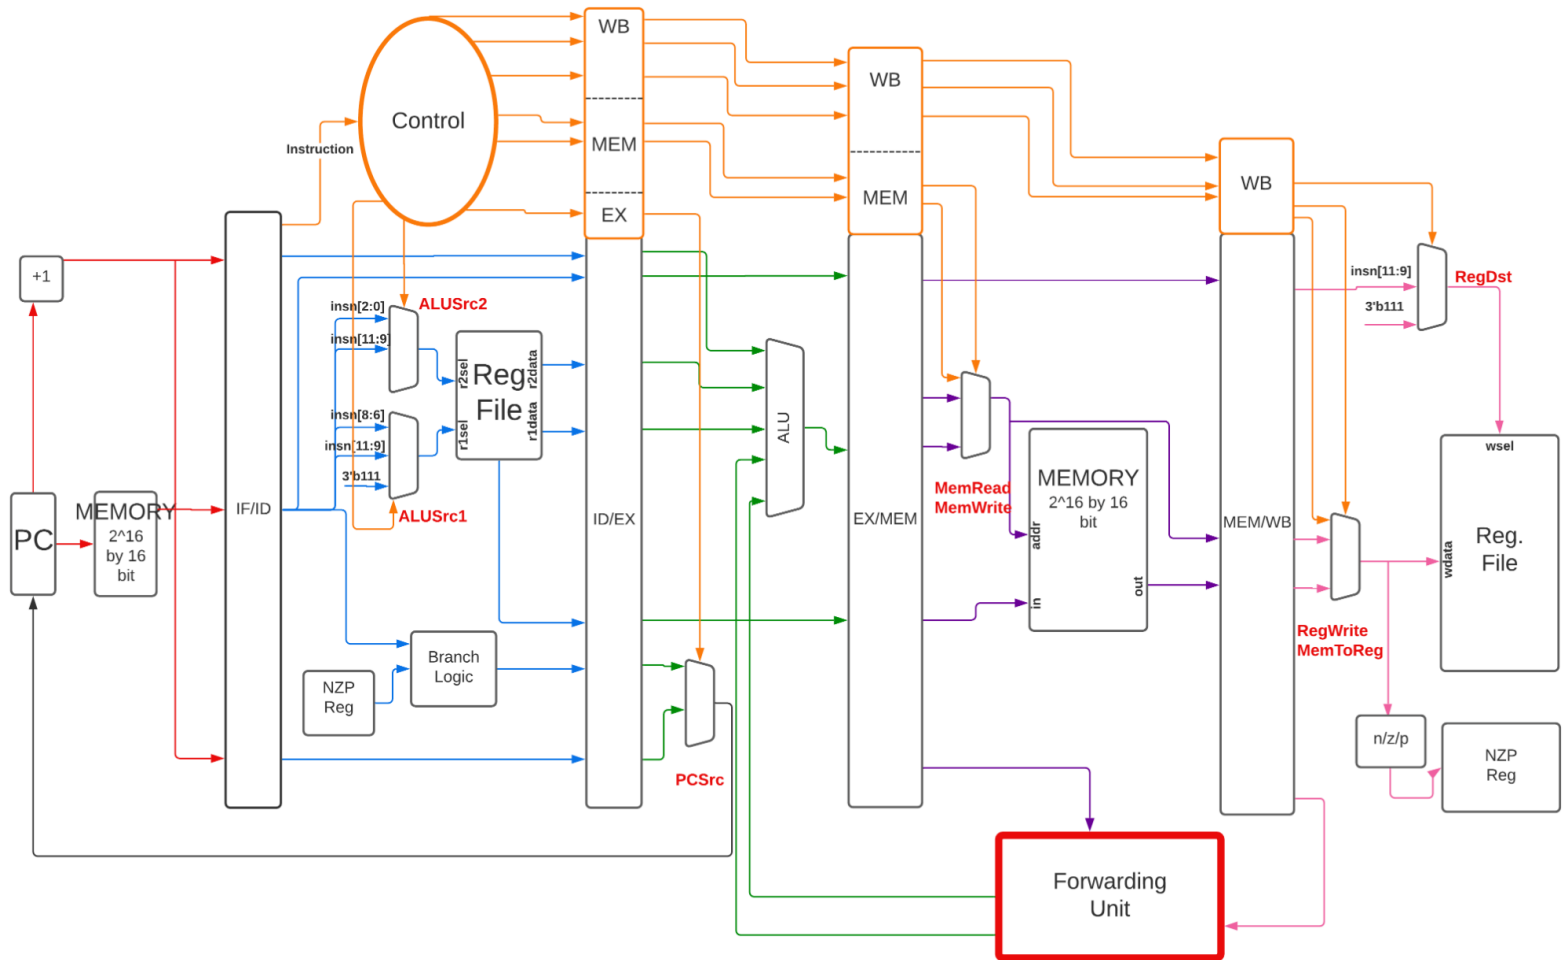 WB
MEM
EX
Control
WB
MEM
WB
Instruction
+1
insn[2:0]
ALUSrc2
insn[11:9]
r2sel
r2data
Reg
File
r1sel
r1data
insn[8:6]
insn[11:9]
3'b111
ALUSrc1
insn[11:9]
RegDst
3'b111
ALU
wsel
MEMORY
2^16 by 16
bit
addr
in
out
MemRead
MemWrite
PC
MEMORY
2^16
by 16
bit
IF/ID
ID/EX
EX/MEM
MEM/WB
Reg.
File
wdata
RegWrite
MemToReg
Branch
Logic
NZP
Reg
PCSrc
n/z/p
NZP
Reg
Forwarding
Unit